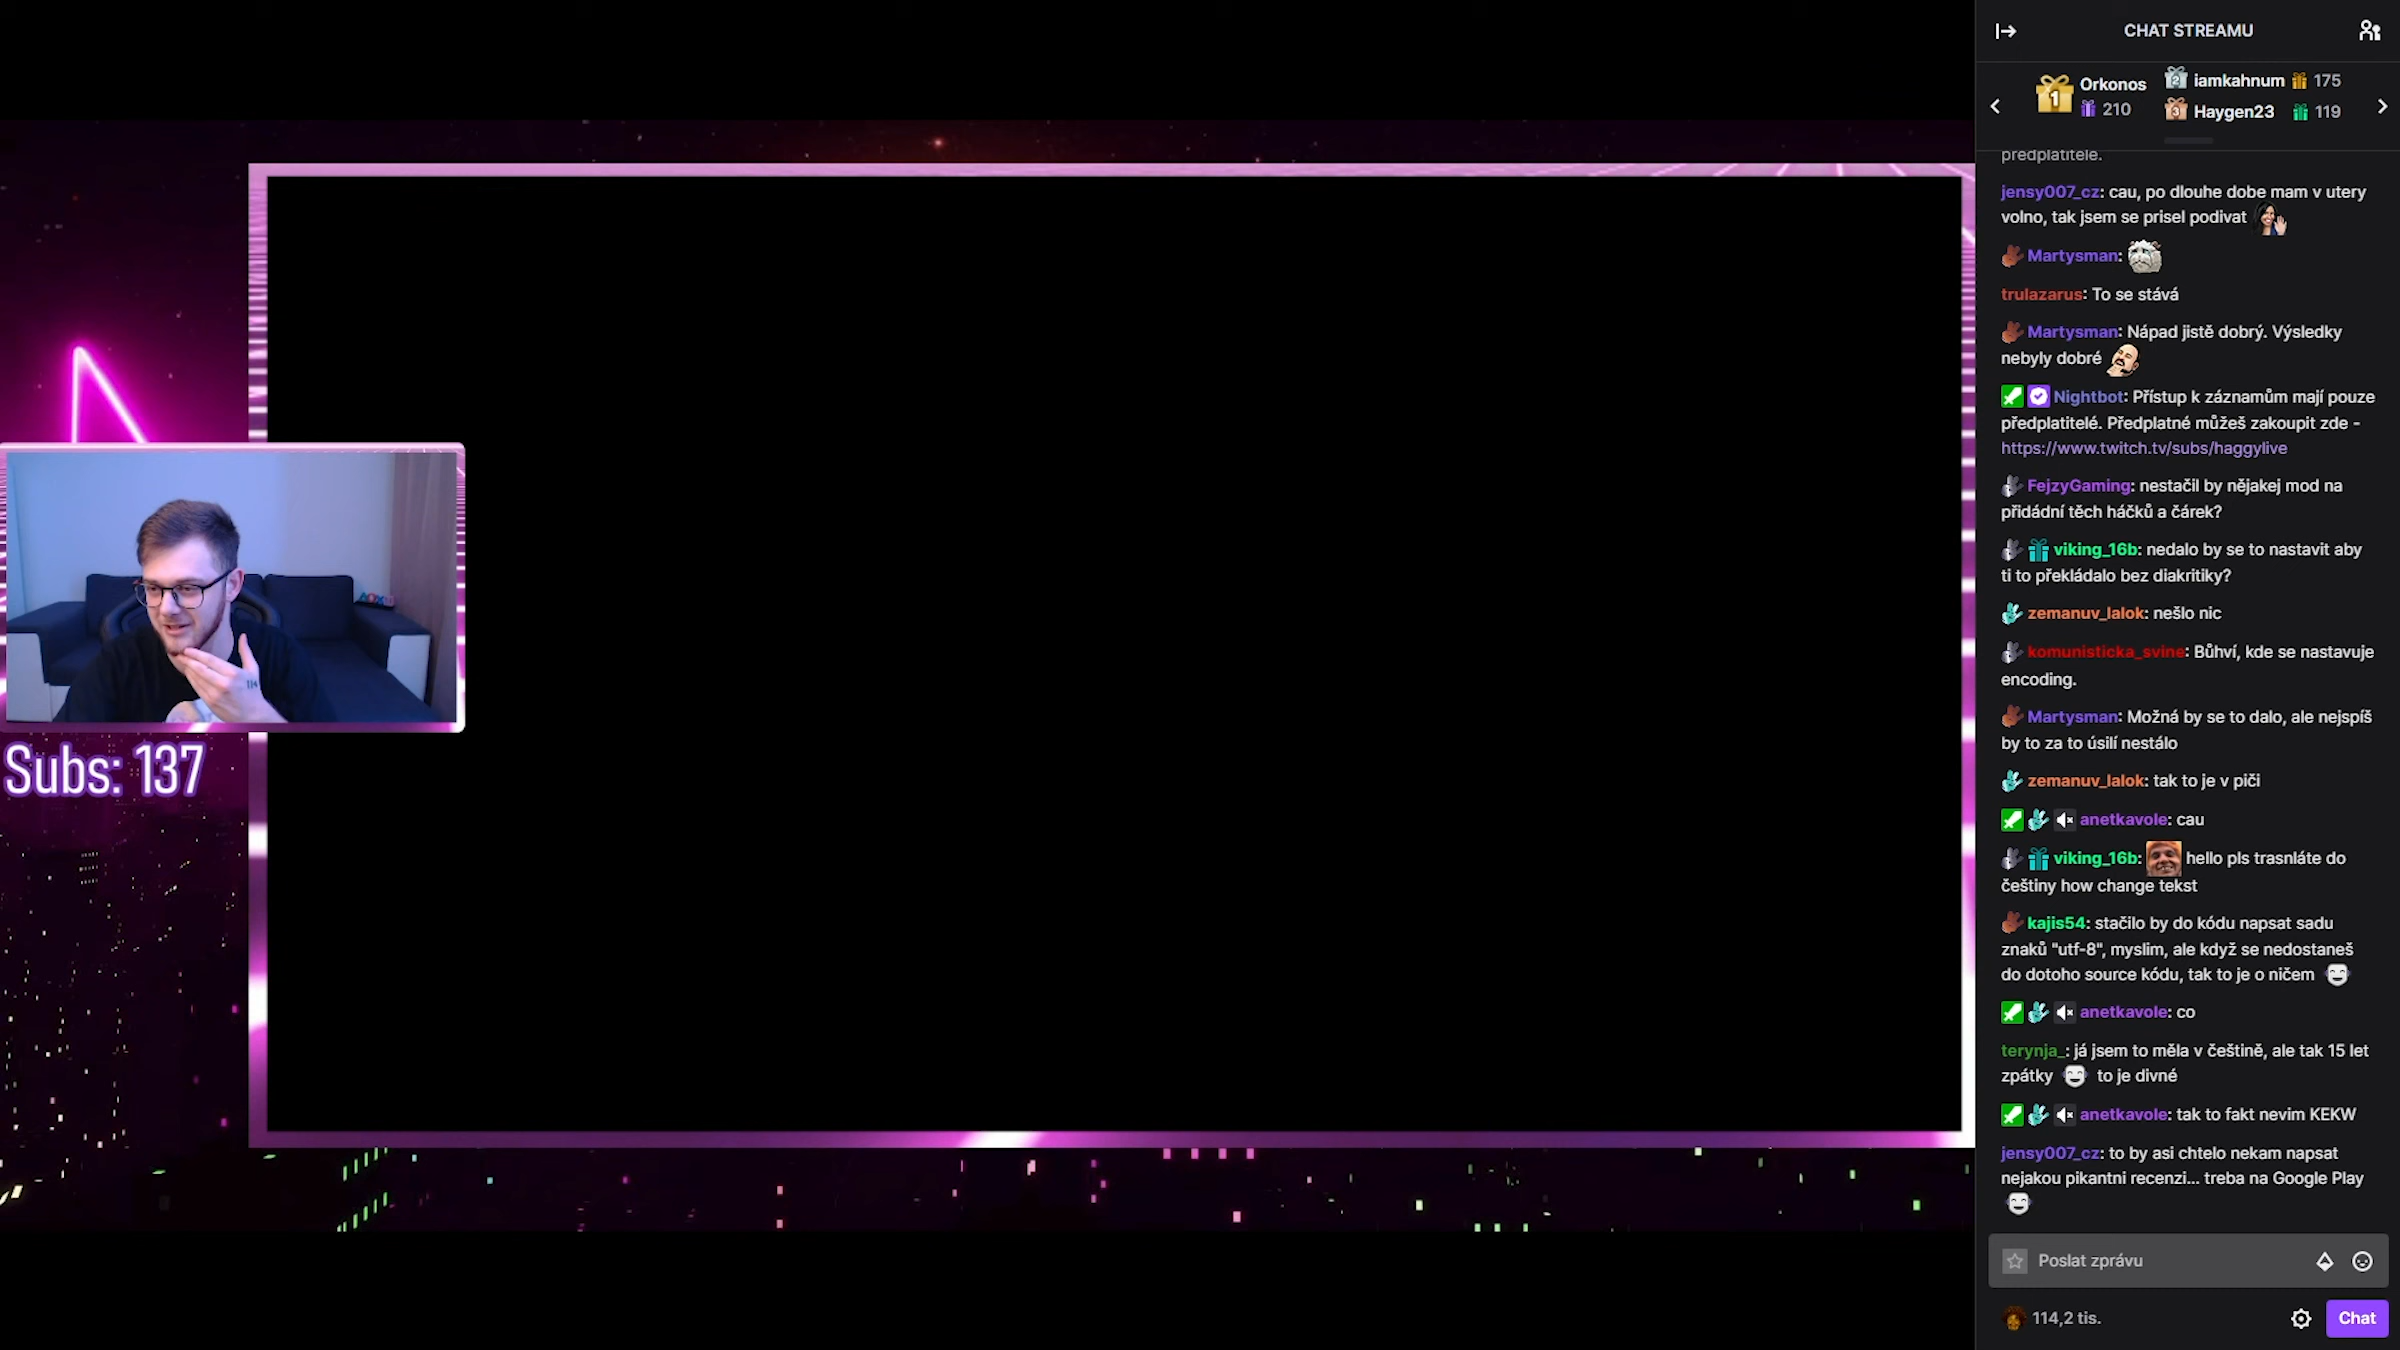 CHAT STREAMU
1 Orkonos 210
2 iamkahnum 175
3 Haygen23 119
předplatitelé.
jensy007_cz: cau, po dlouhe dobe mam v utery
volno, tak jsem se prisel podivat
Martysman:
trulazarus: To se stává
Martysman: Nápad jistě dobrý. Výsledky
nebyly dobré
Nightbot: Přístup k záznamům mají pouze
předplatitelé. Předplatné můžeš zakoupit zde -
https://www.twitch.tv/subs/haggylive
FejzyGaming: nestačil by nějakej mod na
přidádní těch háčků a čárek?
viking_16b: nedalo by se to nastavit aby
ti to překládalo bez diakritiky?
zemanuv_lalok: nešlo nic
komunisticka_svine: Bůhví, kde se nastavuje
encoding.
Martysman: Možná by se to dalo, ale nejspíš
by to za to úsilí nestálo
zemanuv_lalok: tak to je v piči
anetkavole: cau
viking_16b: hello pls trasnláte do
češtiny how change tekst
kajis54: stačilo by do kódu napsat sadu
znaků "utf-8", myslim, ale když se nedostaneš
do dotoho source kódu, tak to je o ničem
anetkavole: co
terynja_: já jsem to měla v češtině, ale tak 15 let
zpátky to je divné
anetkavole: tak to fakt nevim KEKW
jensy007_cz: to by asi chtelo nekam napsat
nejakou pikantni recenzi... treba na Google Play
Poslat zprávu
114,2 tis.
Chat
Subs: 137